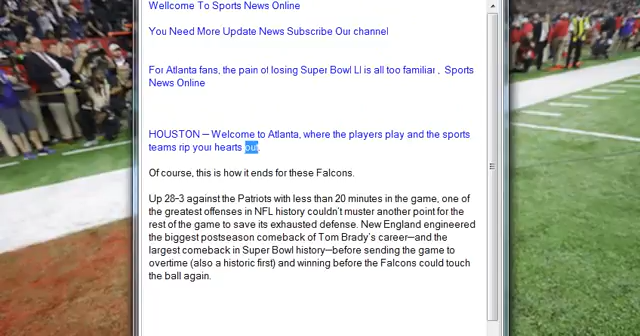 Wellcome To Sports News Online
You Need More Update News Subscribe Our channel
For Atlanta fans, the pain of losing Super Bowl LI is all too familiar , Sports
News Online
HOUSTON — Welcome to Atlanta, where the players play and the sports
teams rip your hearts out.
Of course, this is how it ends for these Falcons.
Up 28-3 against the Patriots with less than 20 minutes in the game, one of
the greatest offenses in NFL history couldn't muster another point for the
rest of the game to save its exhausted defense. New England engineered
the biggest postseason comeback of Tom Brady's career—and the
largest comeback in Super Bowl history—before sending the game to
overtime (also a historic first) and winning before the Falcons could touch
the ball again.